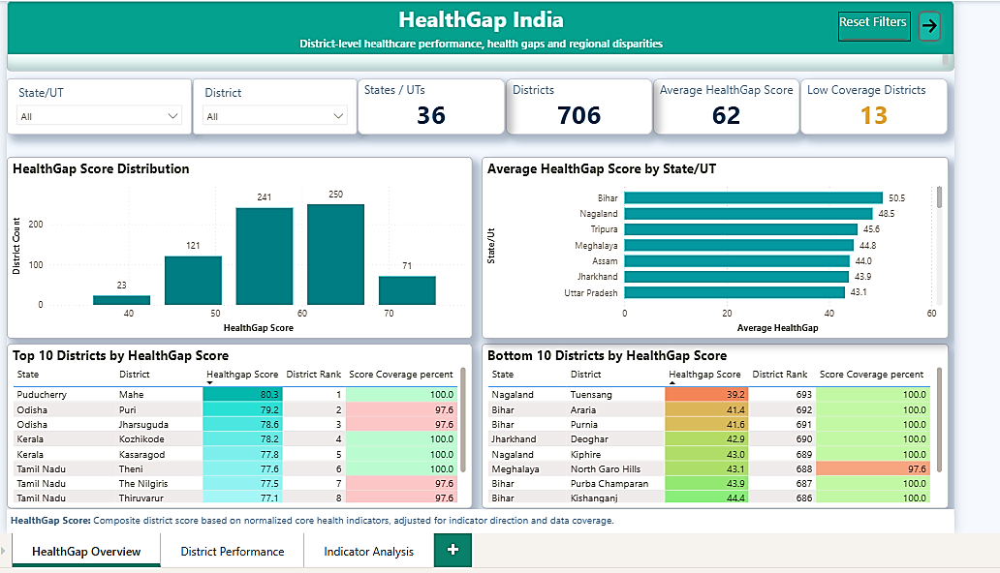 HealthGap India
District-level healthcare performance, health gaps and regional disparities
Reset Filters
State/UT
All
District
All
States / UTs
36
Districts
706
Average HealthGap Score
62
Low Coverage Districts
13
HealthGap Score Distribution
District Count
200
100
0
23
121
241
250
71
40 50 60 70
HealthGap Score
Average HealthGap Score by State/UT
State/Ut
Bihar 50.5
Nagaland 48.5
Tripura 45.6
Meghalaya 44.8
Assam 44.0
Jharkhand 43.9
Uttar Pradesh 43.1
0 20 40 60
Average HealthGap
Top 10 Districts by HealthGap Score
State District Healthgap Score District Rank Score Coverage percent
Puducherry Mahe 80.3 1 100.0
Odisha Puri 79.2 2 97.6
Odisha Jharsuguda 78.6 3 97.6
Kerala Kozhikode 78.2 4 100.0
Kerala Kasaragod 77.8 5 100.0
Tamil Nadu Theni 77.6 6 100.0
Tamil Nadu The Nilgiris 77.5 7 97.6
Tamil Nadu Thiruvarur 77.1 8 97.6
Bottom 10 Districts by HealthGap Score
State District Healthgap Score District Rank Score Coverage percent
Nagaland Tuensang 39.2 693 100.0
Bihar Araria 41.4 692 100.0
Bihar Purnia 41.6 691 100.0
Jharkhand Deoghar 42.9 690 100.0
Nagaland Kiphire 43.0 689 100.0
Meghalaya North Garo Hills 43.1 688 97.6
Bihar Purba Champaran 43.9 687 100.0
Bihar Kishanganj 44.4 686 100.0
HealthGap Score: Composite district score based on normalized core health indicators, adjusted for indicator direction and data coverage.
HealthGap Overview
District Performance
Indicator Analysis
+